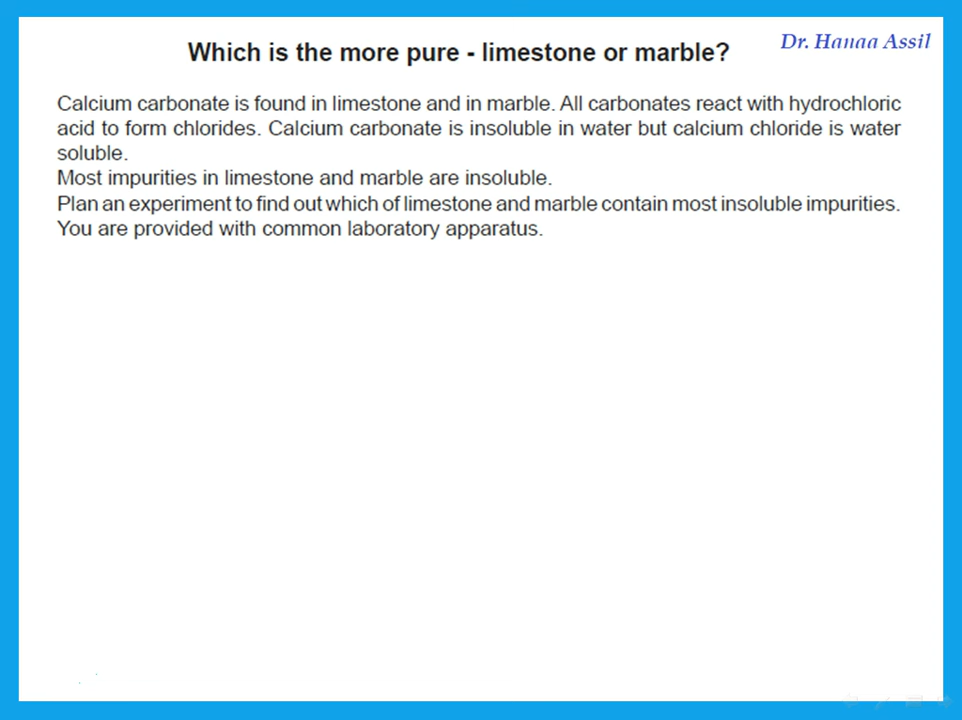 Which is the more pure - limestone or marble?
Dr. Hanaa Assil
Calcium carbonate is found in limestone and in marble. All carbonates react with hydrochloric
acid to form chlorides. Calcium carbonate is insoluble in water but calcium chloride is water
soluble.
Most impurities in limestone and marble are insoluble.
Plan an experiment to find out which of limestone and marble contain most insoluble impurities.
You are provided with common laboratory apparatus.